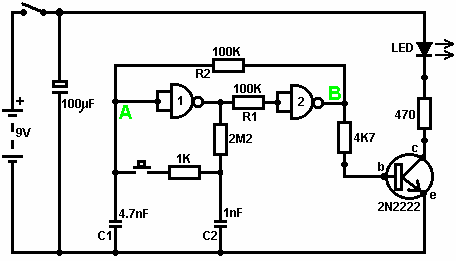 LED
100K
R2
+
9V
100µF
A
1
100K
R1
2
B
470
2M2
4K7
1K
c
b
e
2N2222
4.7nF
C1
1nF
C2